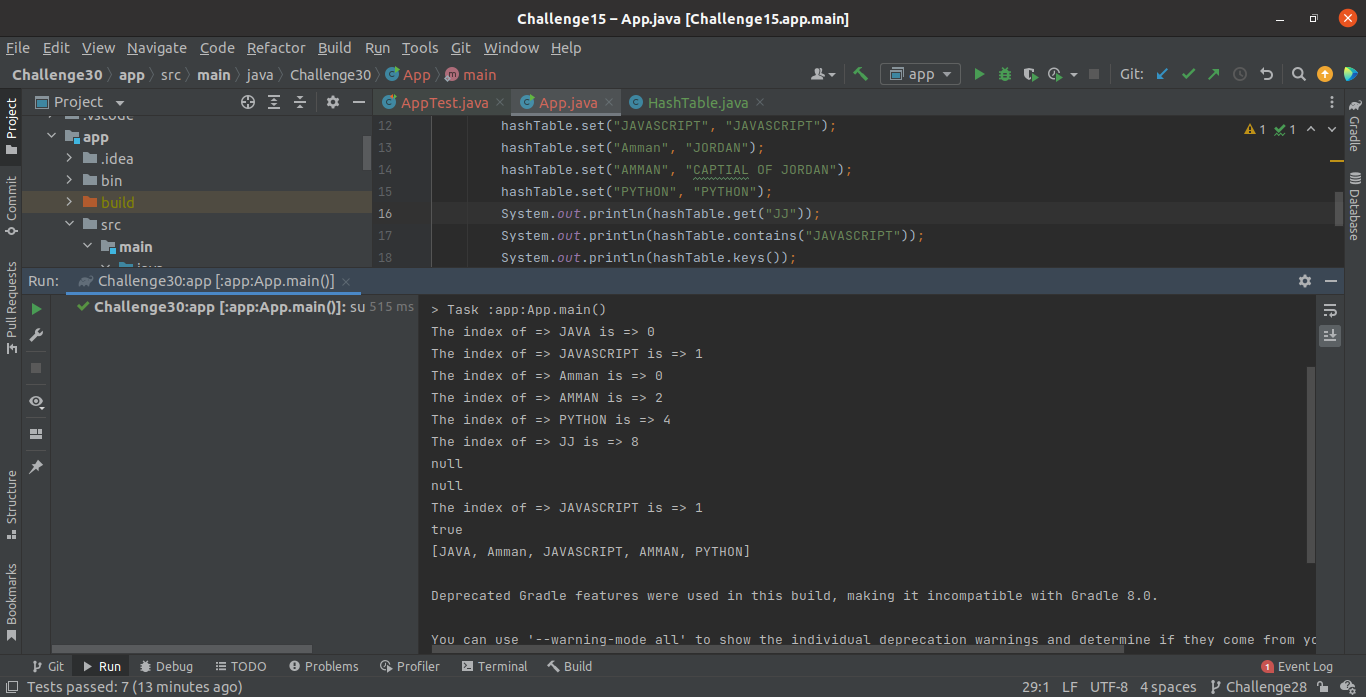 Challenge15 – App.java [Challenge15.app.main]
File Edit View Navigate Code Refactor Build Run Tools Git Window Help
Challenge30 app src main java Challenge30 App main app Git:
Project AppTest.java App.java HashTable.java
.vscode
app
.idea
bin
build
src
main
java
12 hashTable.set("JAVASCRIPT", "JAVASCRIPT");
13 hashTable.set("Amman", "JORDAN");
14 hashTable.set("AMMAN", "CAPTIAL OF JORDAN");
15 hashTable.set("PYTHON", "PYTHON");
16 System.out.println(hashTable.get("JJ"));
17 System.out.println(hashTable.contains("JAVASCRIPT"));
18 System.out.println(hashTable.keys());
1 1
Project
Commit
Pull Requests
Structure
Bookmarks
Gradle
Database
Run: Challenge30:app [:app:App.main()]
Challenge30:app [:app:App.main()]: su 515 ms
> Task :app:App.main()
The index of => JAVA is => 0
The index of => JAVASCRIPT is => 1
The index of => Amman is => 0
The index of => AMMAN is => 2
The index of => PYTHON is => 4
The index of => JJ is => 8
null
null
The index of => JAVASCRIPT is => 1
true
[JAVA, Amman, JAVASCRIPT, AMMAN, PYTHON]
Deprecated Gradle features were used in this build, making it incompatible with Gradle 8.0.
You can use '--warning-mode all' to show the individual deprecation warnings and determine if they come from yo
Git Run Debug TODO Problems Profiler Terminal Build 1 Event Log
Tests passed: 7 (13 minutes ago) 29:1 LF UTF-8 4 spaces Challenge28